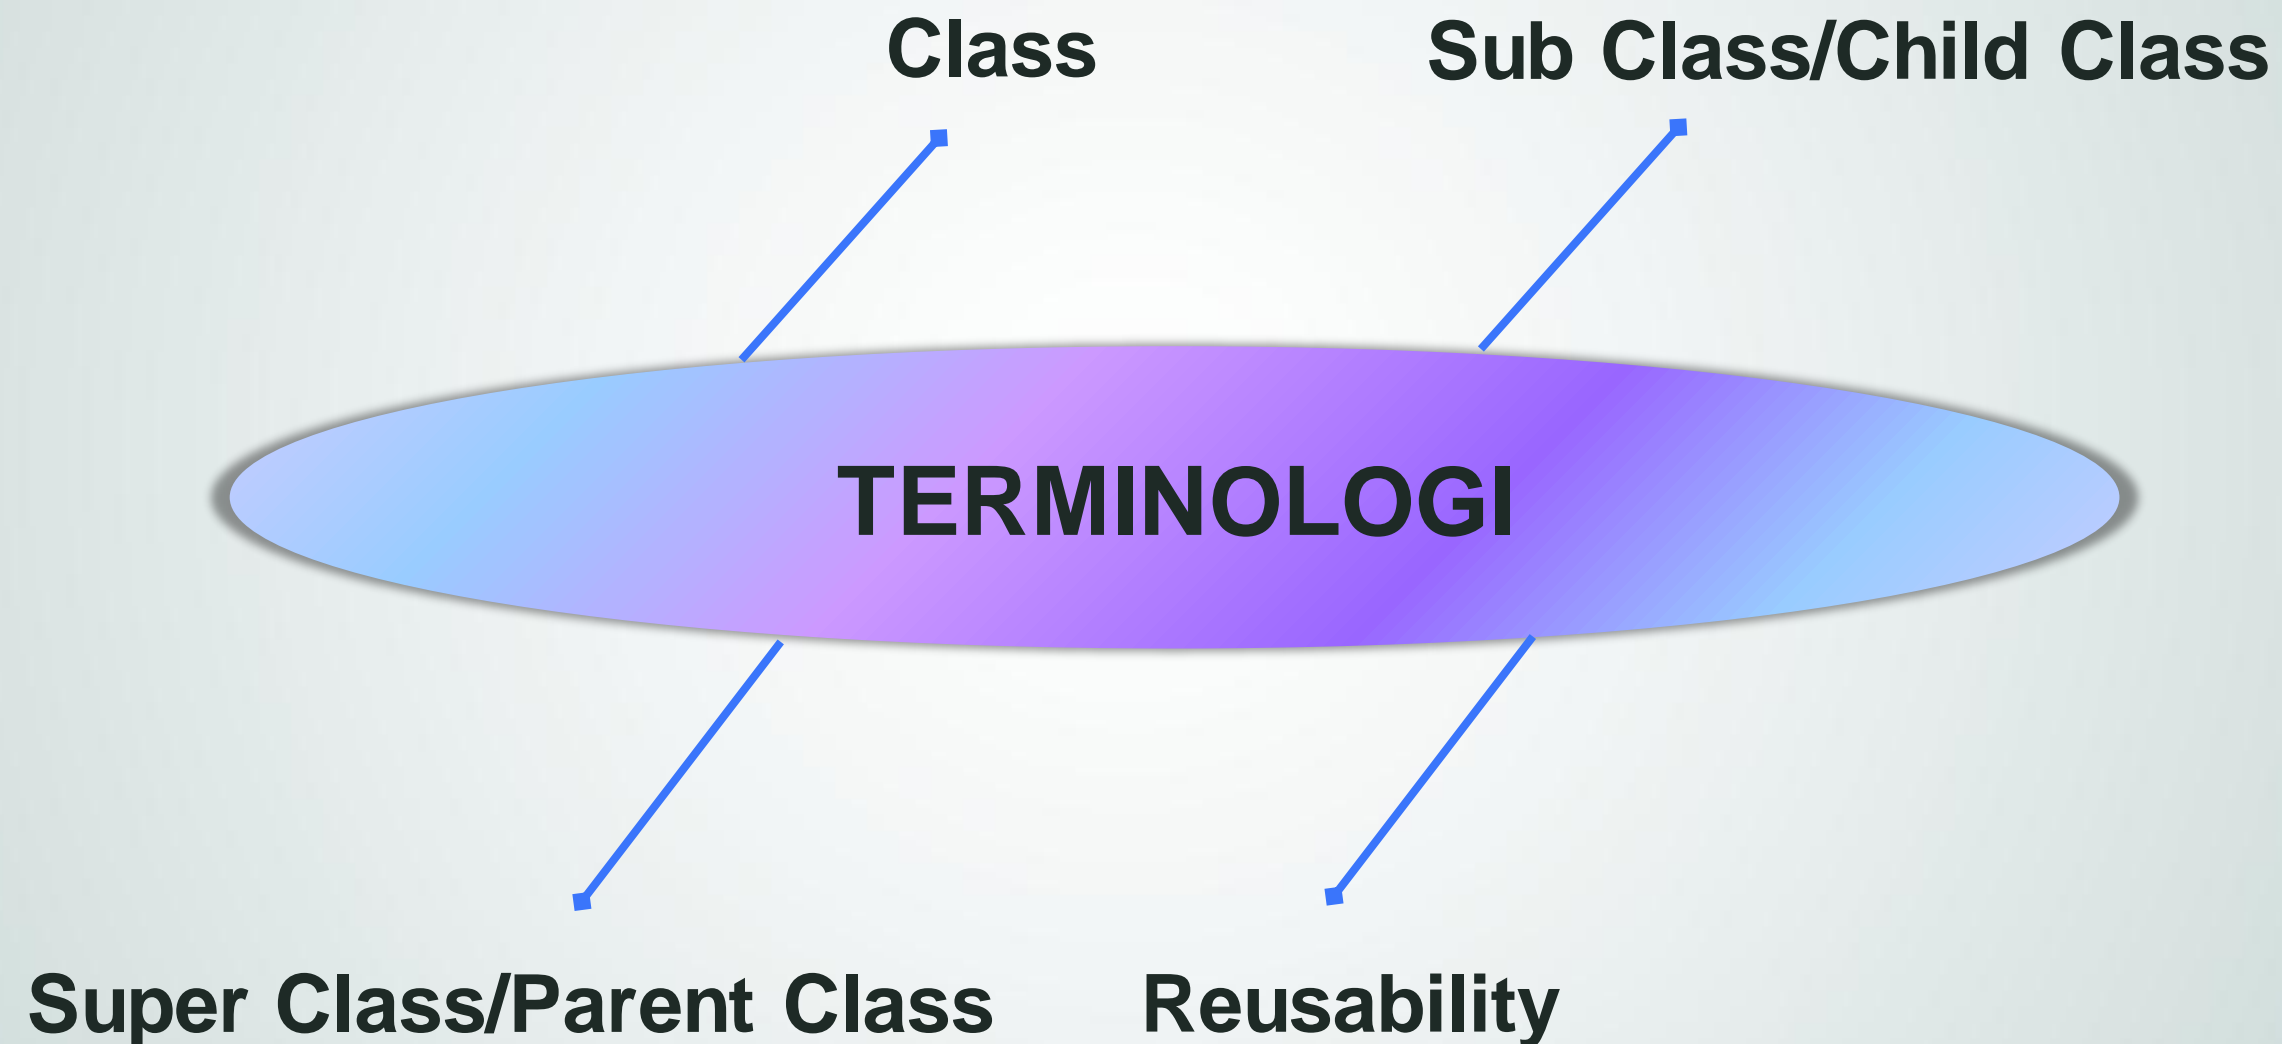 Class
Sub Class/Child Class
TERMINOLOGI
Super Class/Parent Class
Reusability